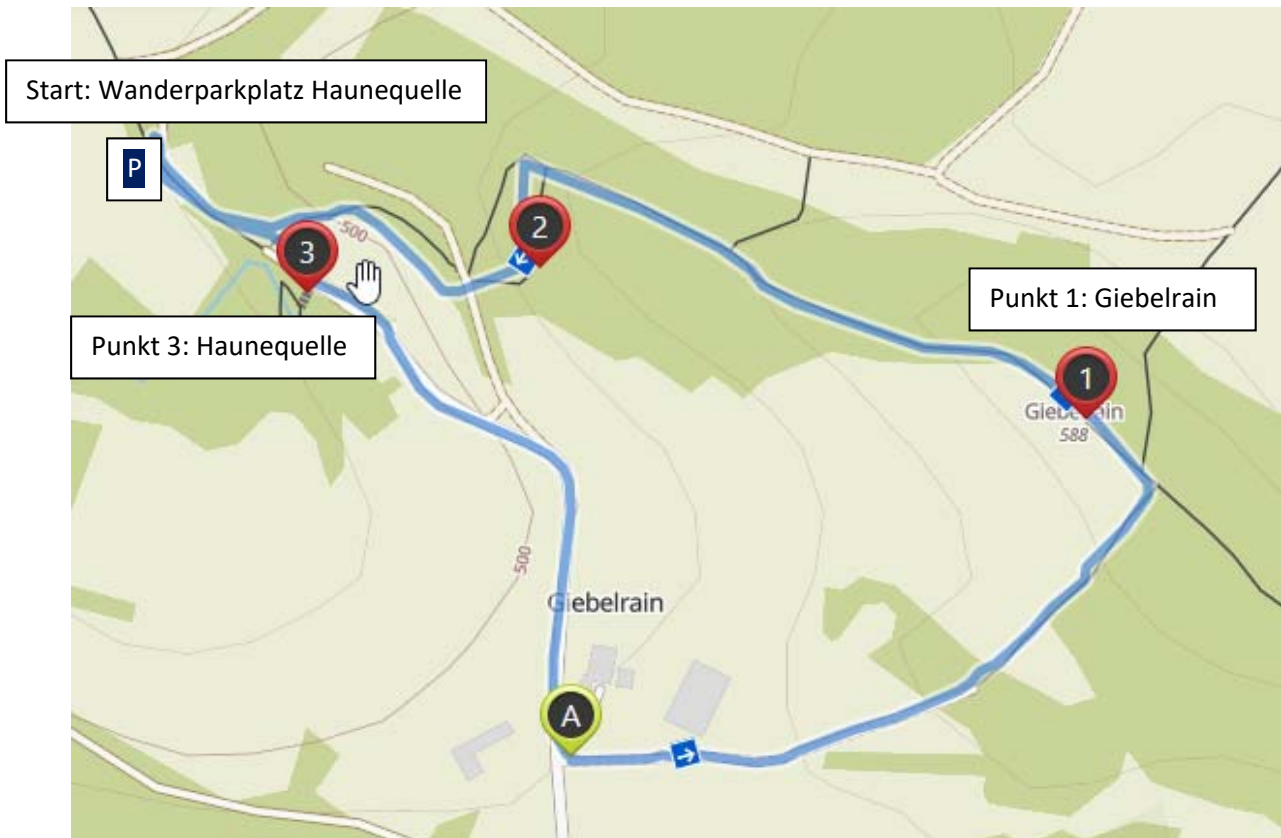 Start: Wanderparkplatz Haunequelle
P
2
500
3
Punkt 1: Giebelrain
Punkt 3: Haunequelle
1
Giebelrain
588
500
Giebelrain
A